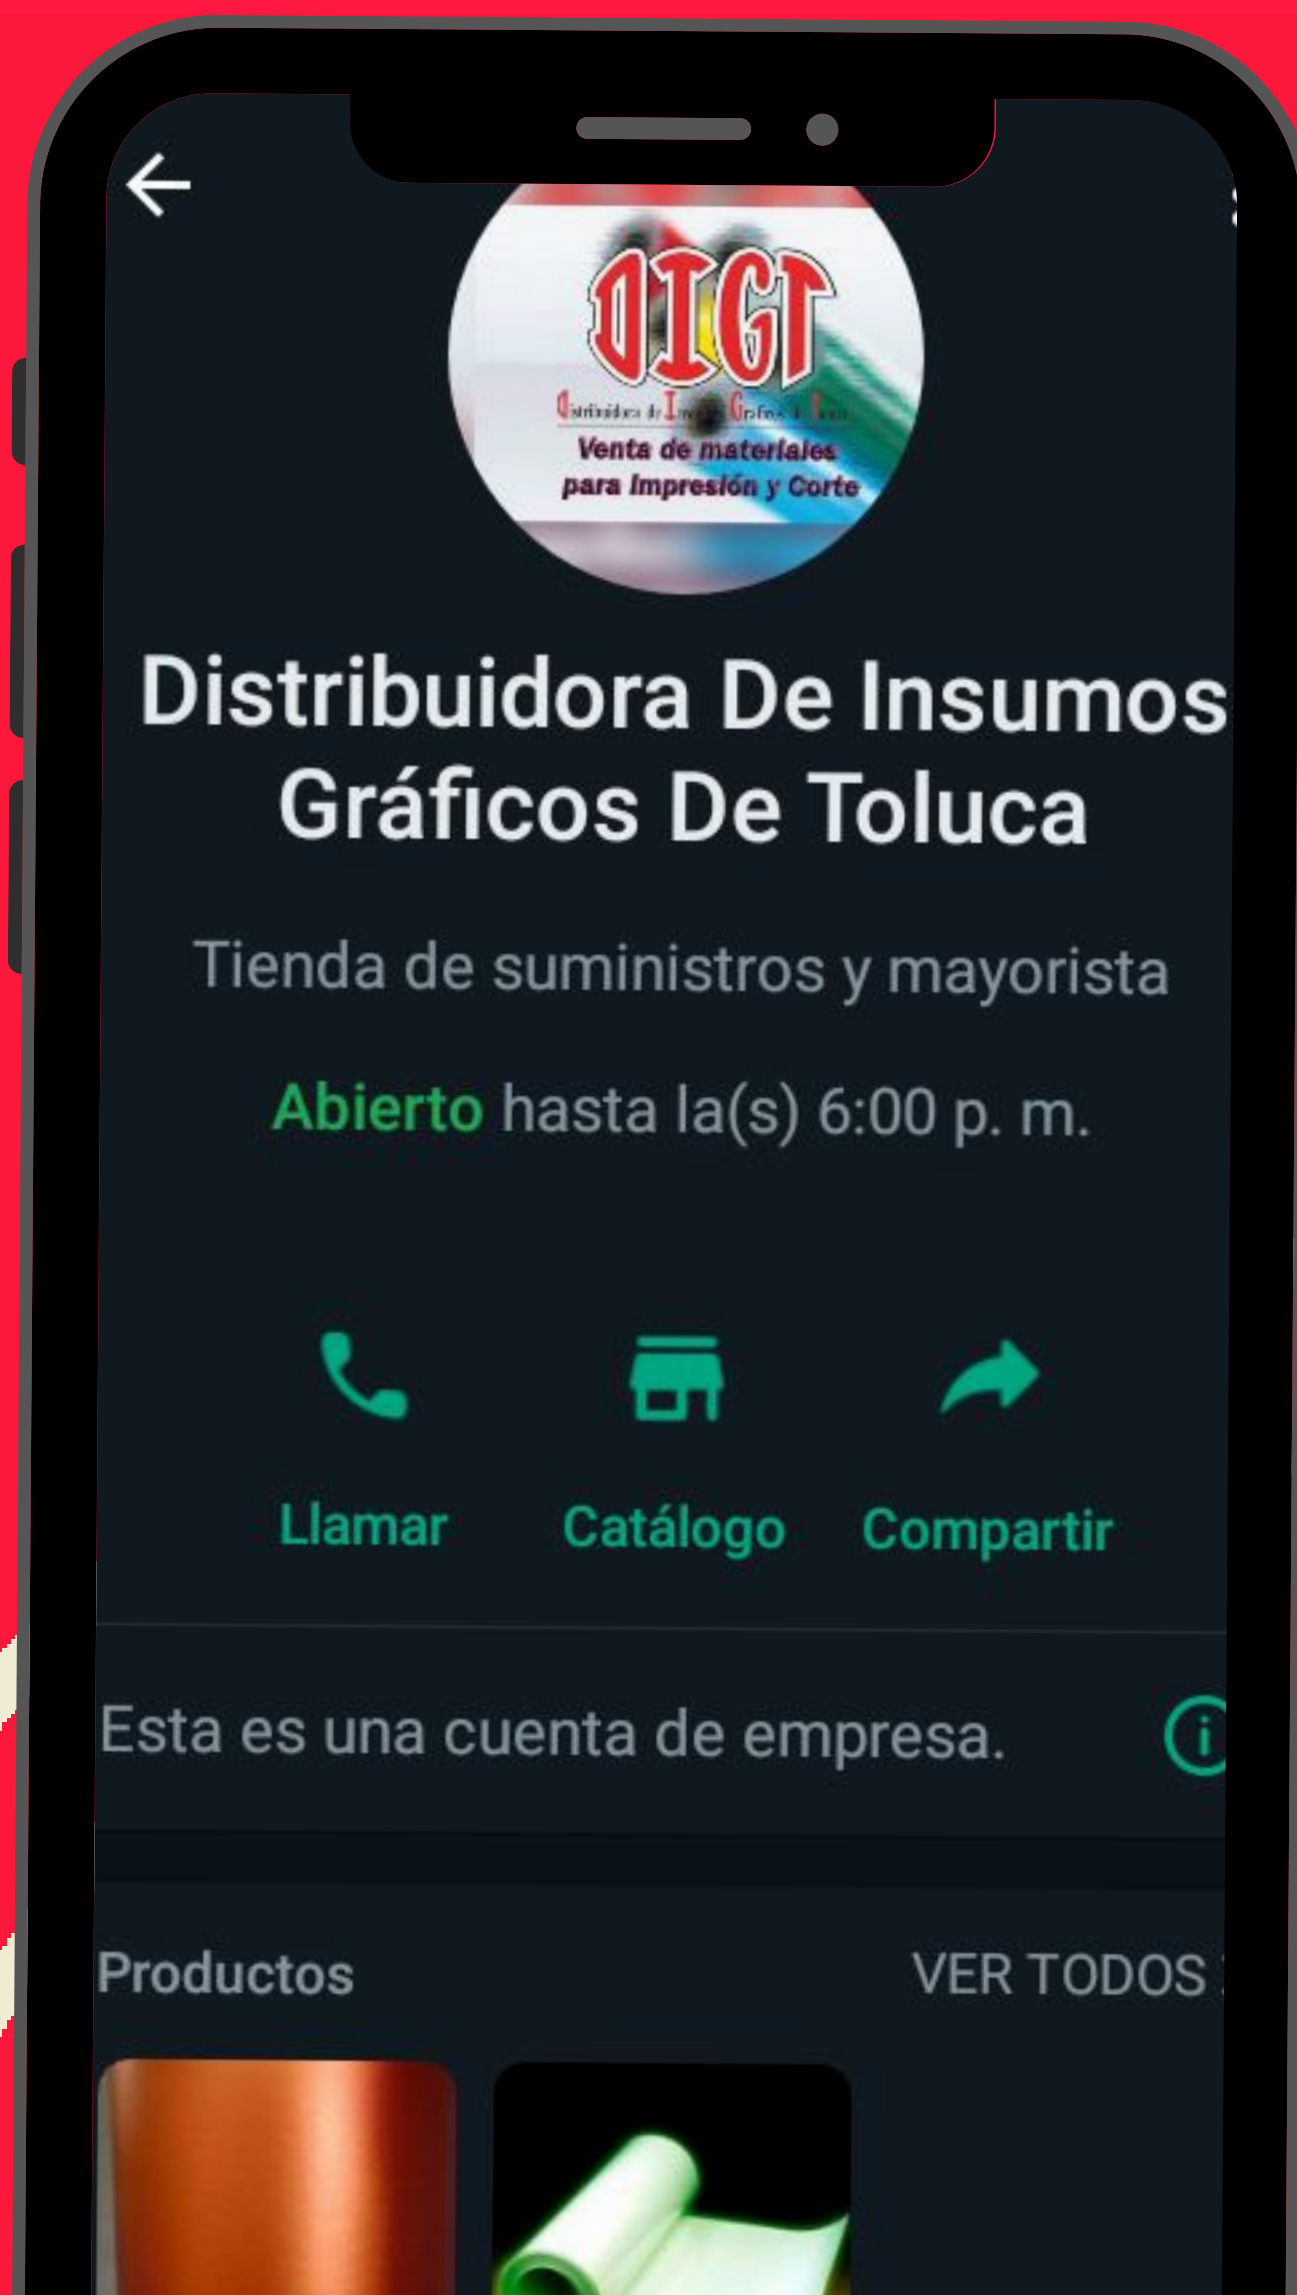 DIGT
Venta de materiales
para Impresión y Corte
Distribuidora De Insumos
Gráficos De Toluca
Tienda de suministros y mayorista
Abierto hasta la(s) 6:00 p. m.
Llamar Catálogo Compartir
Esta es una cuenta de empresa.
Productos VER TODOS